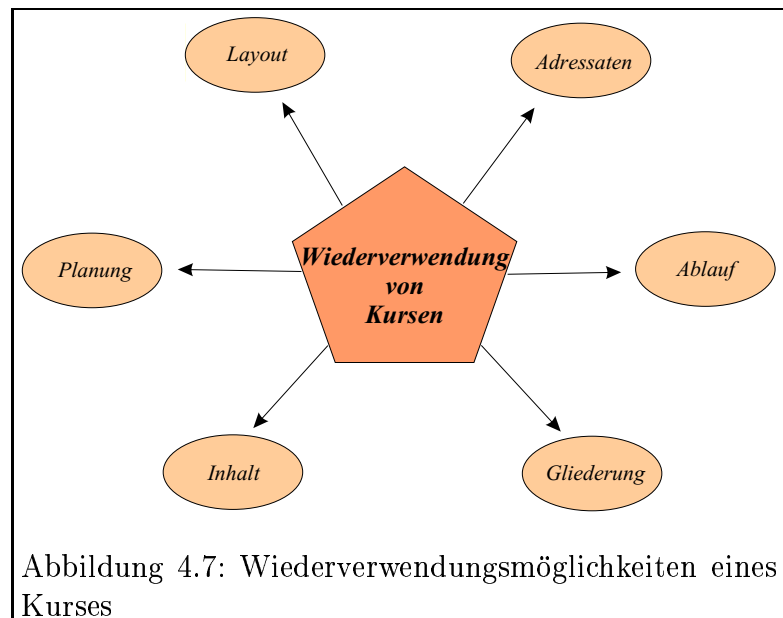 Layout
Adressaten
Wiederverwendung
von
Kursen
Planung
Ablauf
Inhalt
Gliederung
Abbildung 4.7: Wiederverwendungsmöglichkeiten eines
Kurses